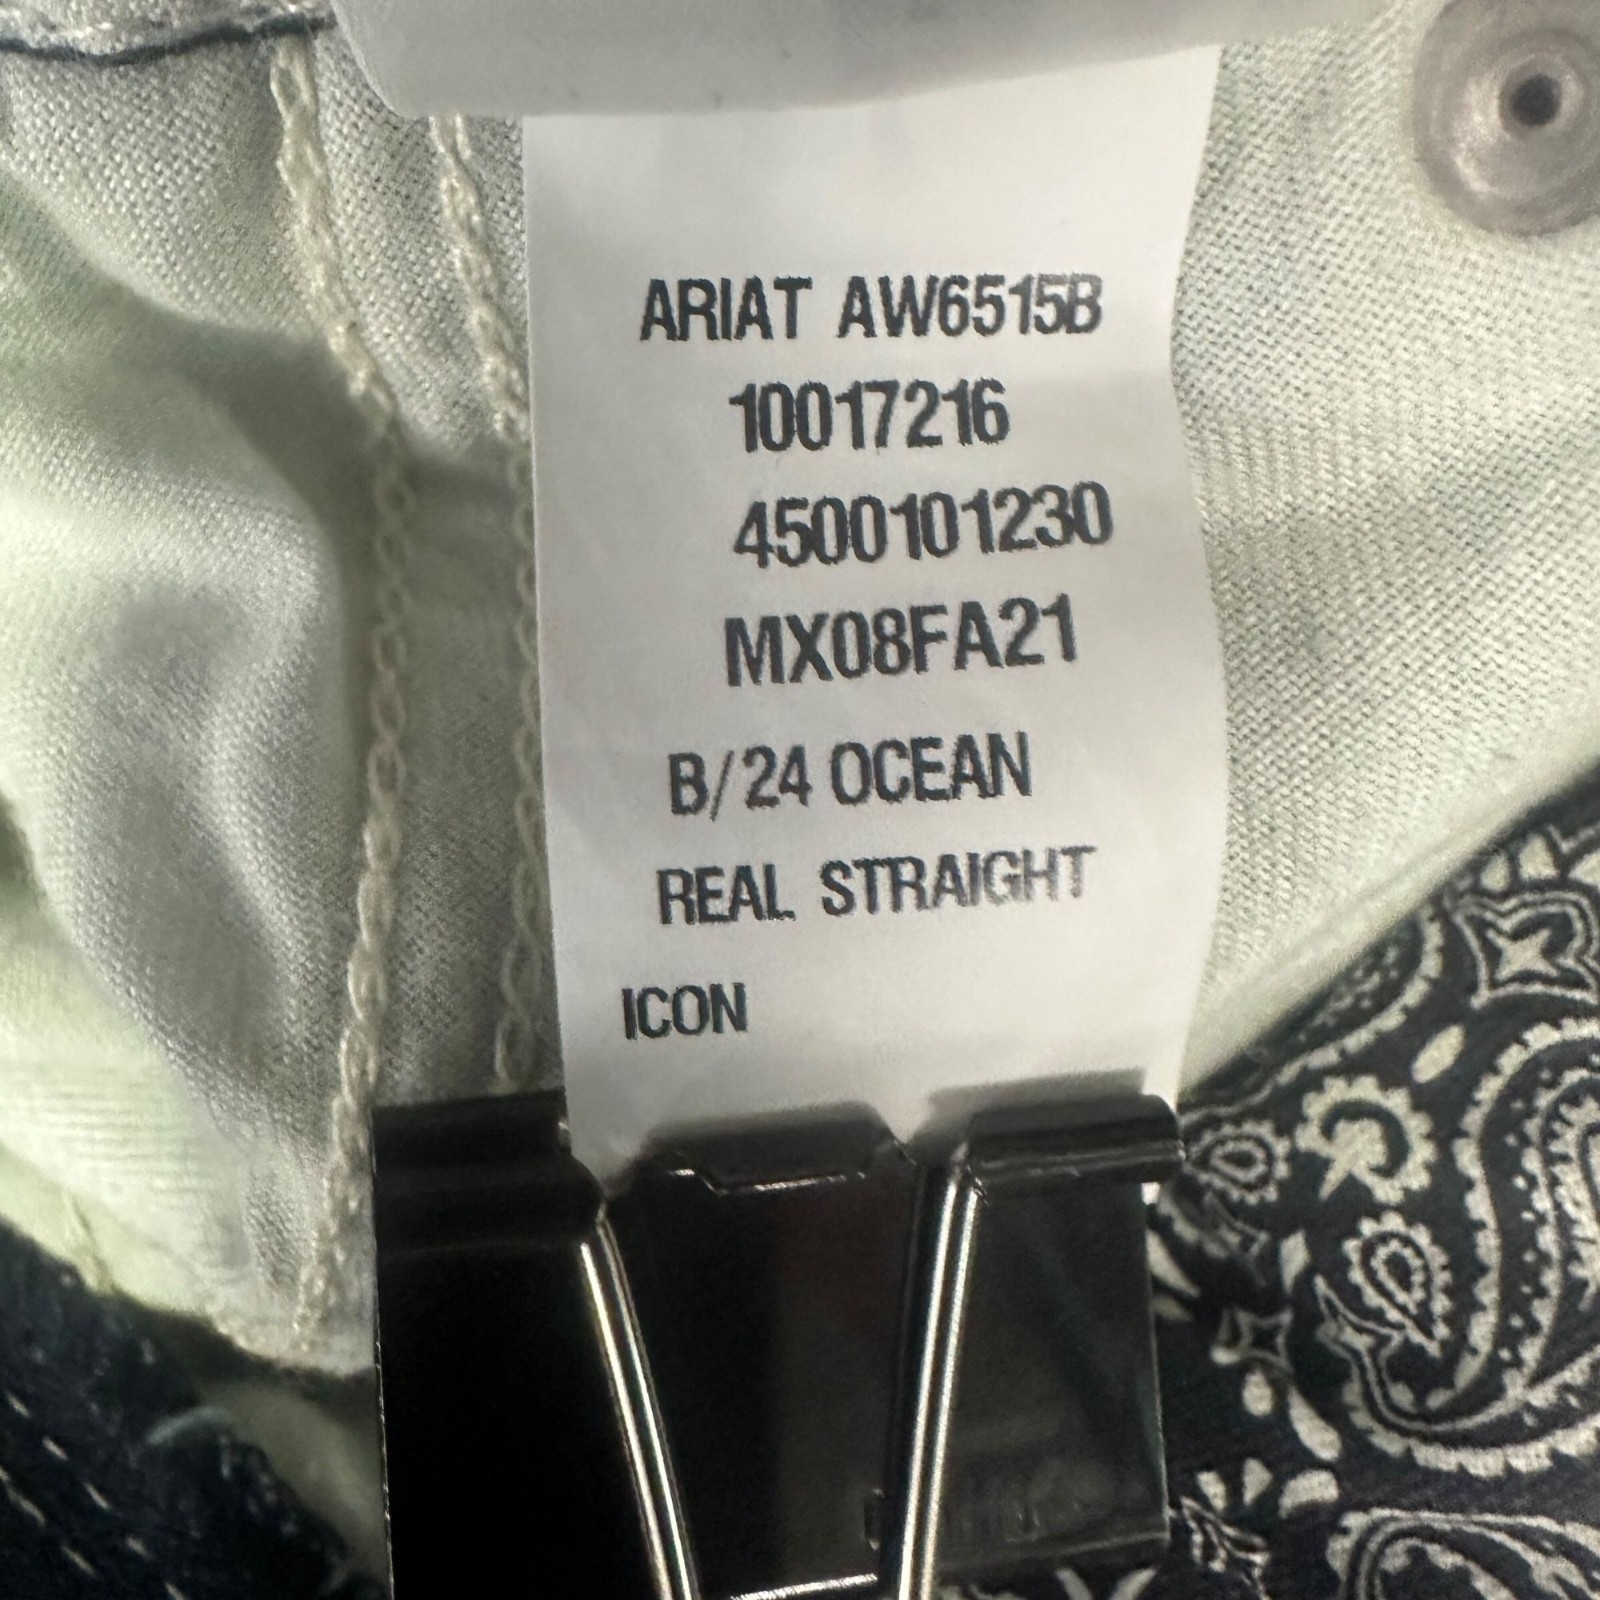 ARIAT AW6515B
10017216
4500101230
MX08FA21
B/24 OCEAN
REAL STRAIGHT
ICON